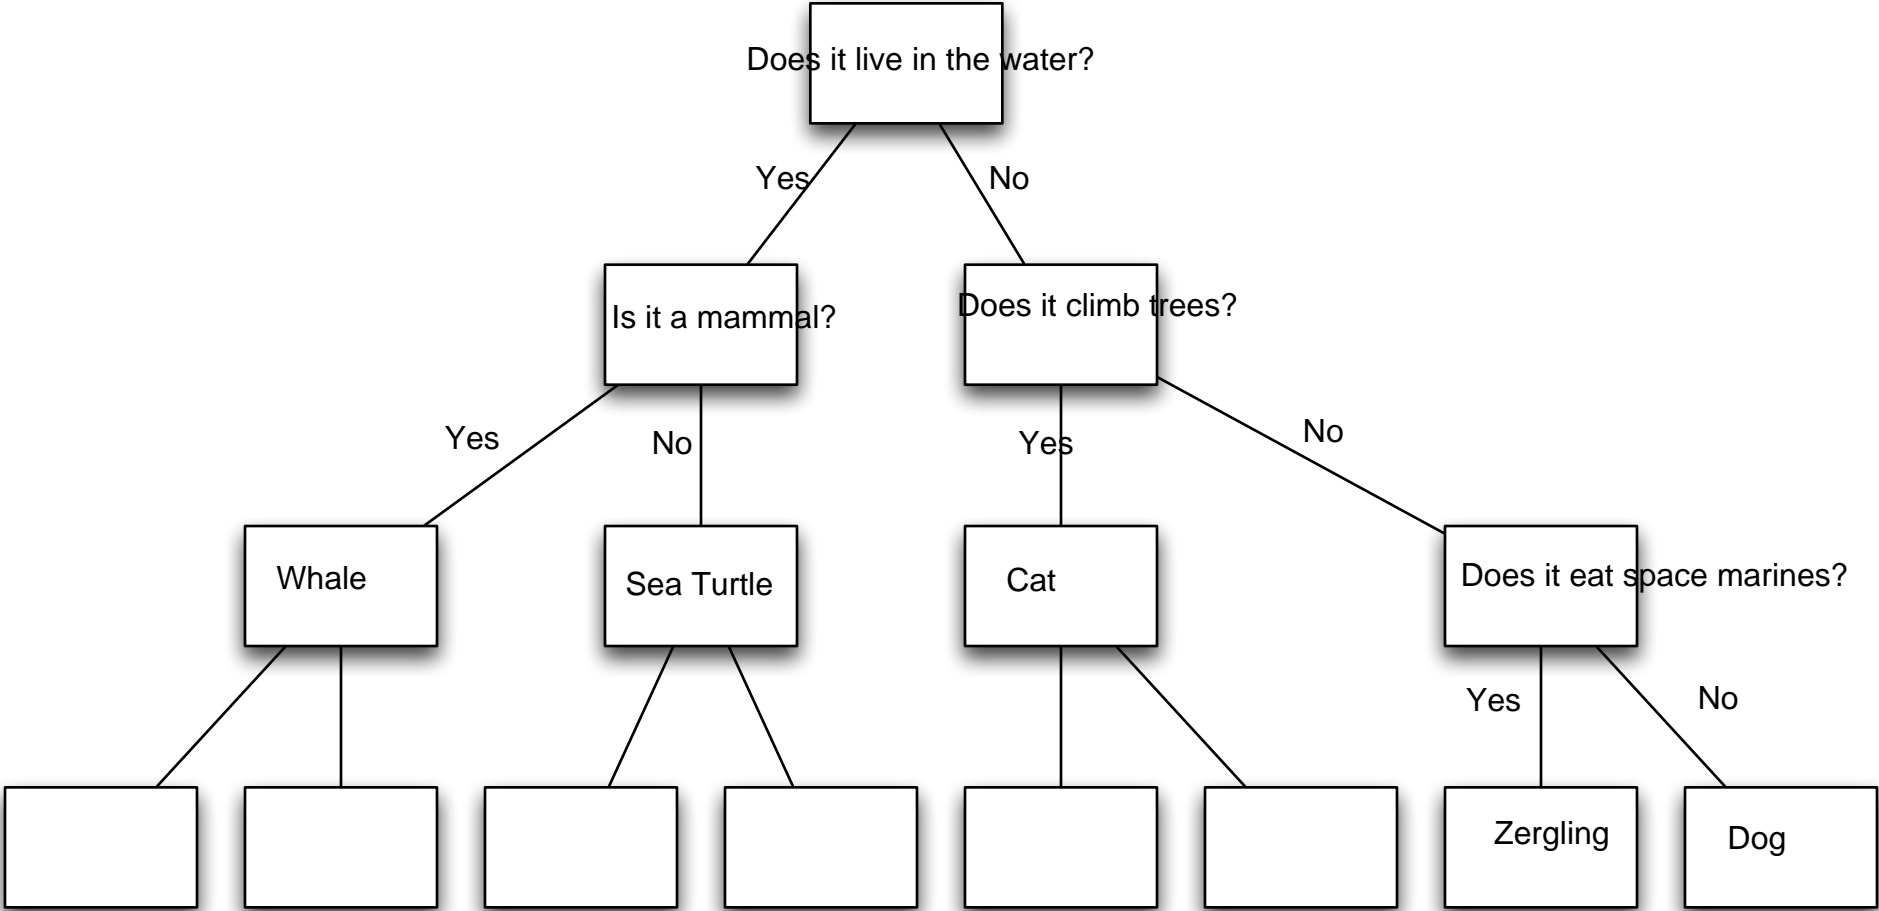 Does it live in the water?
Yes
No
Is it a mammal?
Does it climb trees?
Yes
No
Yes
No
Whale
Sea Turtle
Cat
Does it eat space marines?
Yes
No
Zergling
Dog